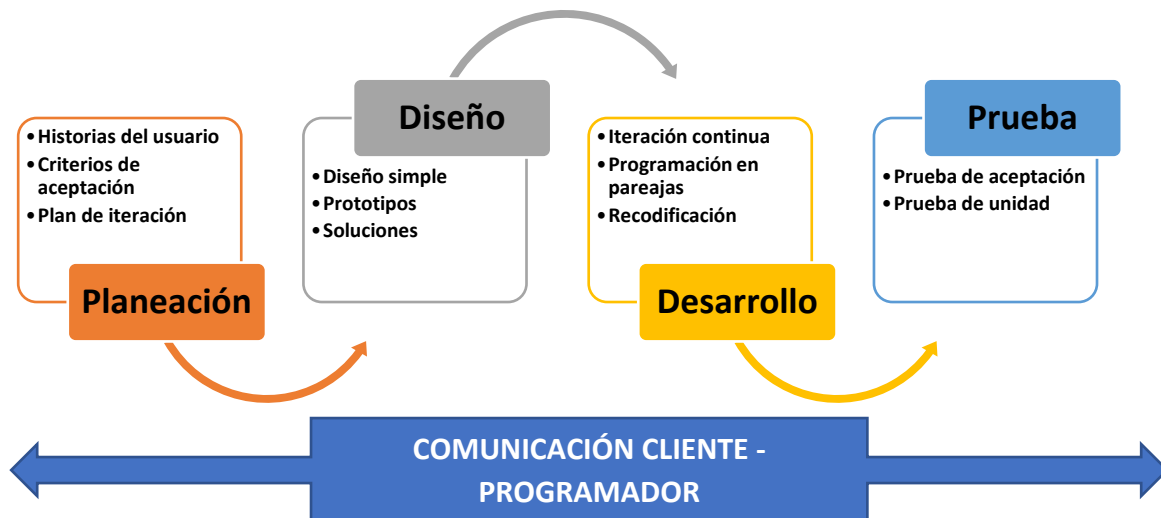 • Historias del usuario
• Criterios de
aceptación
• Plan de iteración
Planeación
Diseño
• Diseño simple
• Prototipos
• Soluciones
• Iteración continua
• Programación en
pareajas
• Recodificación
Desarrollo
Prueba
• Prueba de aceptación
• Prueba de unidad
COMUNICACIÓN CLIENTE -
PROGRAMADOR